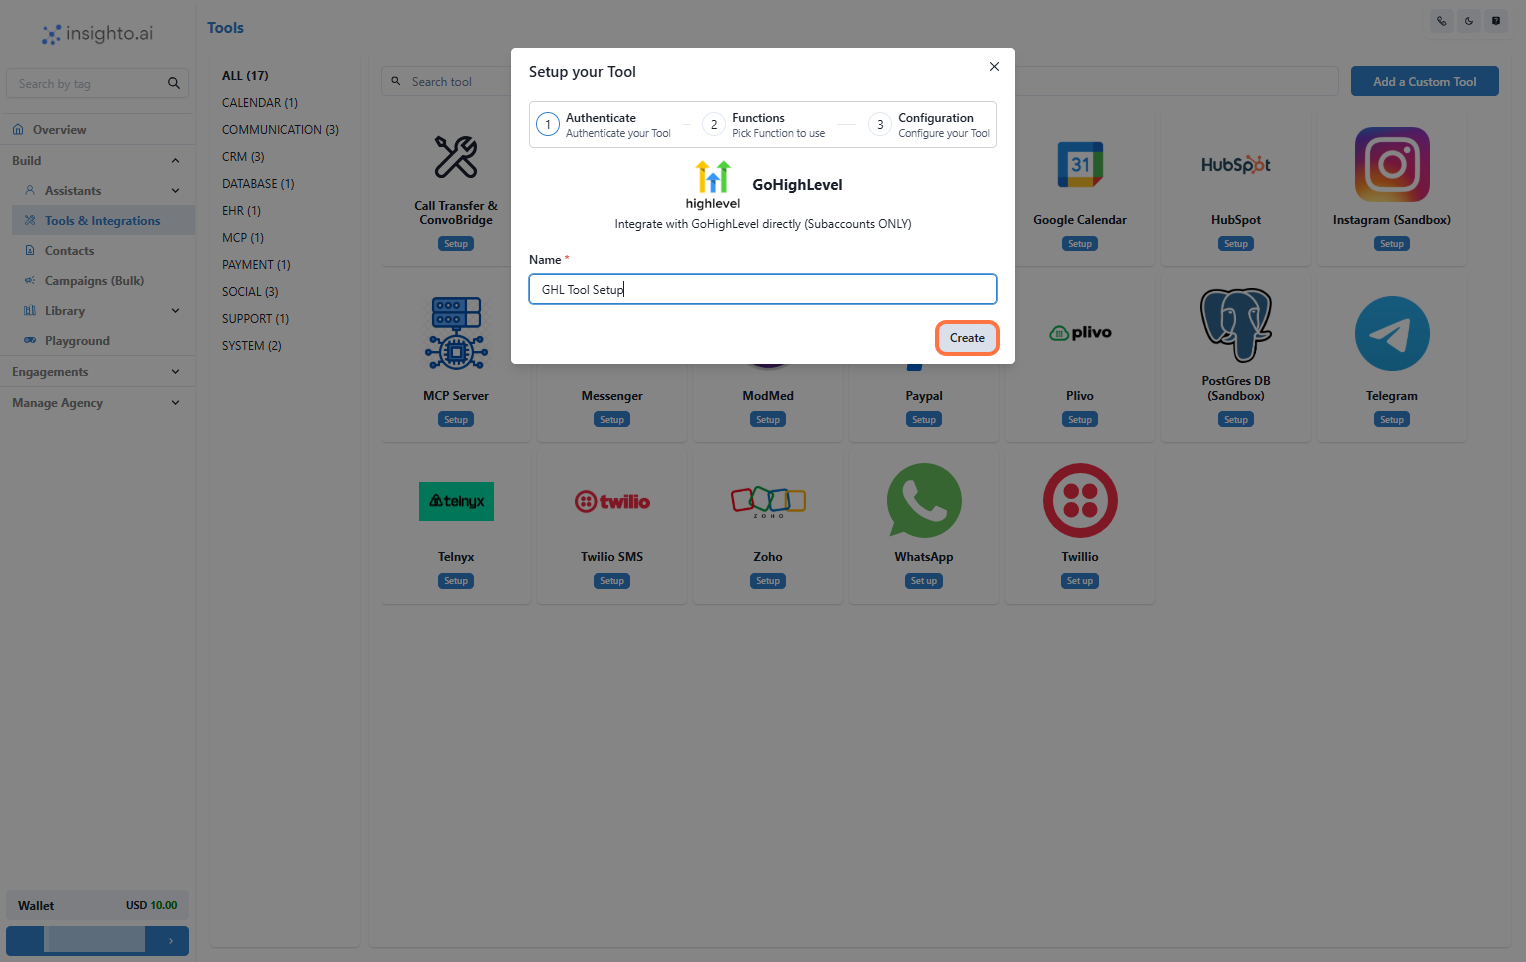 insighto.ai
Search by tag
Overview
Build
Assistants
Tools & Integrations
Contacts
Campaigns (Bulk)
Library
Playground
Engagements
Manage Agency
Wallet
USD 10.00
Tools
ALL (17)
CALENDAR (1)
COMMUNICATION (3)
CRM (3)
DATABASE (1)
EHR (1)
MCP (1)
PAYMENT (1)
SOCIAL (3)
SUPPORT (1)
SYSTEM (2)
Search tool
Add a Custom Tool
Setup your Tool
1
Authenticate
Authenticate your Tool
2
Functions
Pick Function to use
3
Configuration
Configure your Tool
highlevel
GoHighLevel
Integrate with GoHighLevel directly (Subaccounts ONLY)
Name *
GHL Tool Setup
Create
Call Transfer &
ConvoBridge
Setup
31
Google Calendar
Setup
HubSpot
HubSpot
Setup
Instagram (Sandbox)
Setup
MCP Server
Setup
Messenger
Setup
ModMed
Setup
Paypal
Setup
plivo
Plivo
Setup
PostGres DB
(Sandbox)
Setup
Telegram
Setup
telnyx
Telnyx
Setup
twilio
Twilio SMS
Setup
ZOHO
Zoho
Setup
WhatsApp
Set up
Twillio
Set up